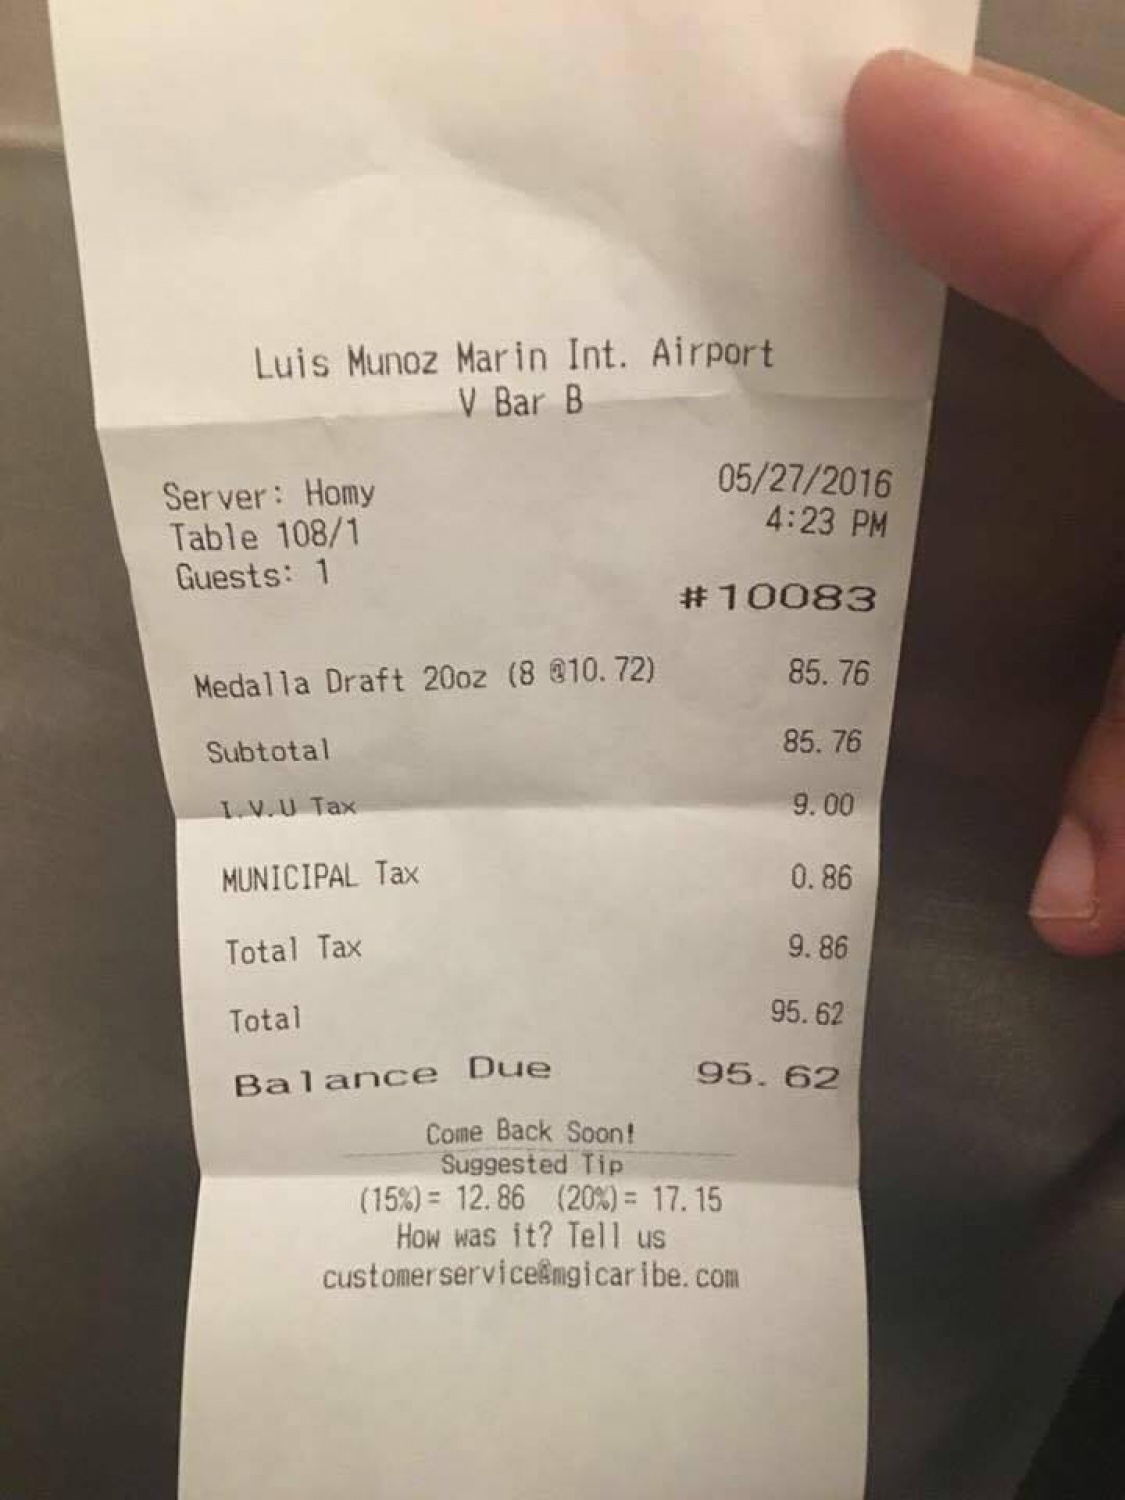 Luis Munoz Marin Int. Airport
V Bar B
Server: Homy 05/27/2016
Table 108/1 4:23 PM
Guests: 1
#10083
Medalla Draft 20oz (8 @10.72) 85.76
Subtotal 85.76
I.V.U Tax 9.00
MUNICIPAL Tax 0.86
Total Tax 9.86
Total 95.62
Balance Due 95.62
Come Back Soon!
Suggested Tip
(15%)= 12.86 (20%)= 17.15
How was it? Tell us
customerservice@mgicaribe.com